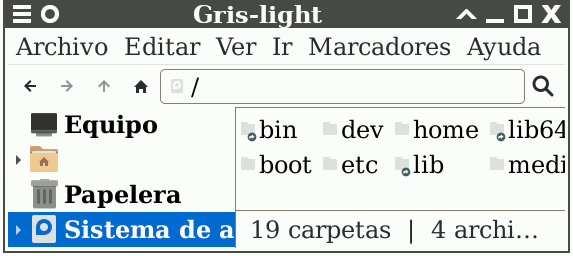 Gris-light
Archivo Editar Ver Ir Marcadores Ayuda
/
Equipo
Papelera
Sistema de a
bin dev home lib64
boot etc lib medi
19 carpetas | 4 archi...